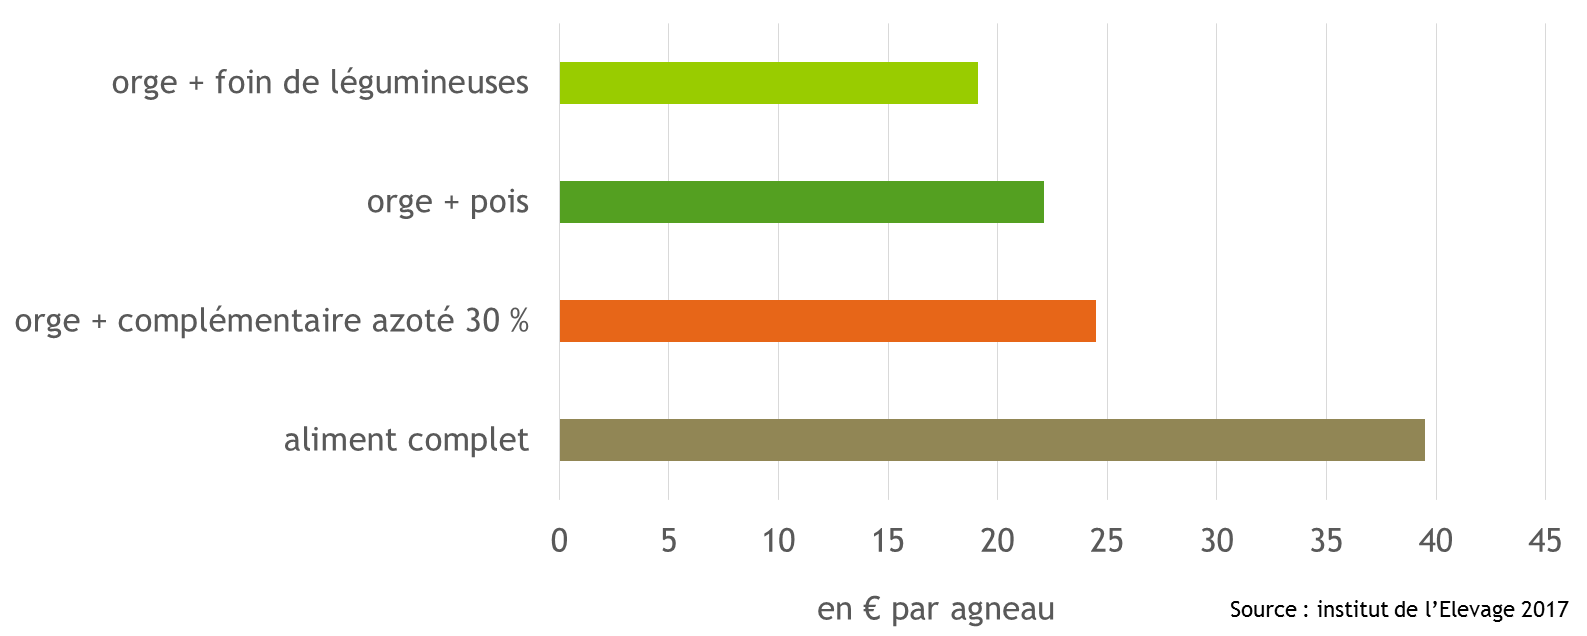 orge + foin de légumineuses
orge + pois
orge + complémentaire azoté 30 %
aliment complet
0 5 10 15 20 25 30 35 40 45
en € par agneau
Source : institut de l’Elevage 2017